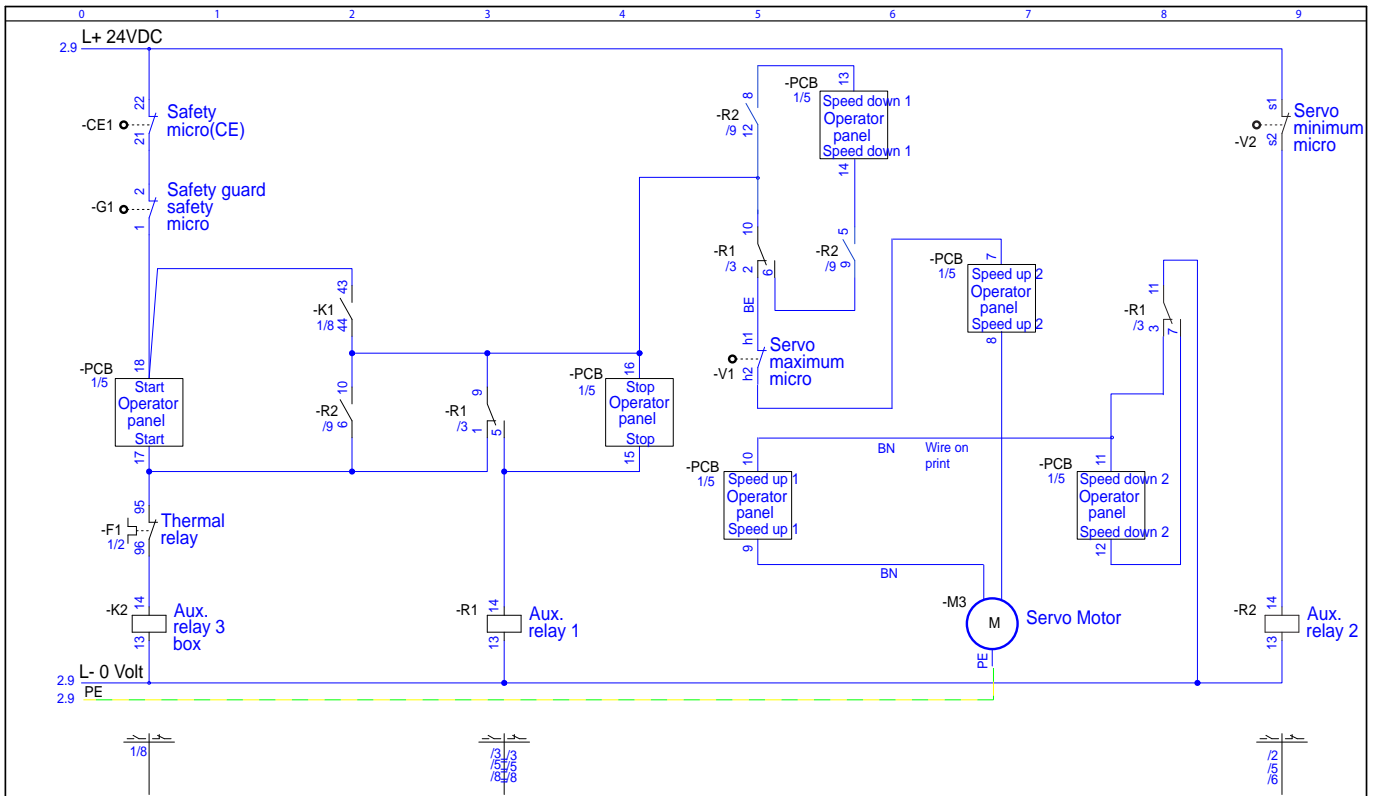 0 1 2 3 4 5 6 7 8 9
L+ 24VDC
2.9
22
-CE1
21
Safety
micro(CE)
2
-G1
1
Safety guard
safety
micro
43
-K1
1/8
44
18
-PCB
1/5
Start
Operator
panel
Start
17
10
-R2
/9
6
9
-R1
/3
1
5
16
-PCB
1/5
Stop
Operator
panel
Stop
15
95
-F1
1/2
96
Thermal
relay
14
-K2
13
Aux.
relay 3
box
14
-R1
13
Aux.
relay 1
8
-R2
/9
12
13
-PCB
1/5
Speed down 1
Operator
panel
Speed down 1
14
10
-R1
/3
2
6
5
-R2
/9
9
BE
h1
-V1
h2
Servo
maximum
micro
7
-PCB
1/5
Speed up 2
Operator
panel
Speed up 2
8
11
-R1
/3
3
7
BN
Wire on
print
10
-PCB
1/5
Speed up 1
Operator
panel
Speed up 1
9
BN
11
-PCB
1/5
Speed down 2
Operator
panel
Speed down 2
12
-M3
M
Servo Motor
PE
s1
-V2
s2
Servo
minimum
micro
14
-R2
13
Aux.
relay 2
L- 0 Volt
2.9
PE
2.9
1/8
/3 /3
/5 /5
/8 /8
/2
/5
/5
/6